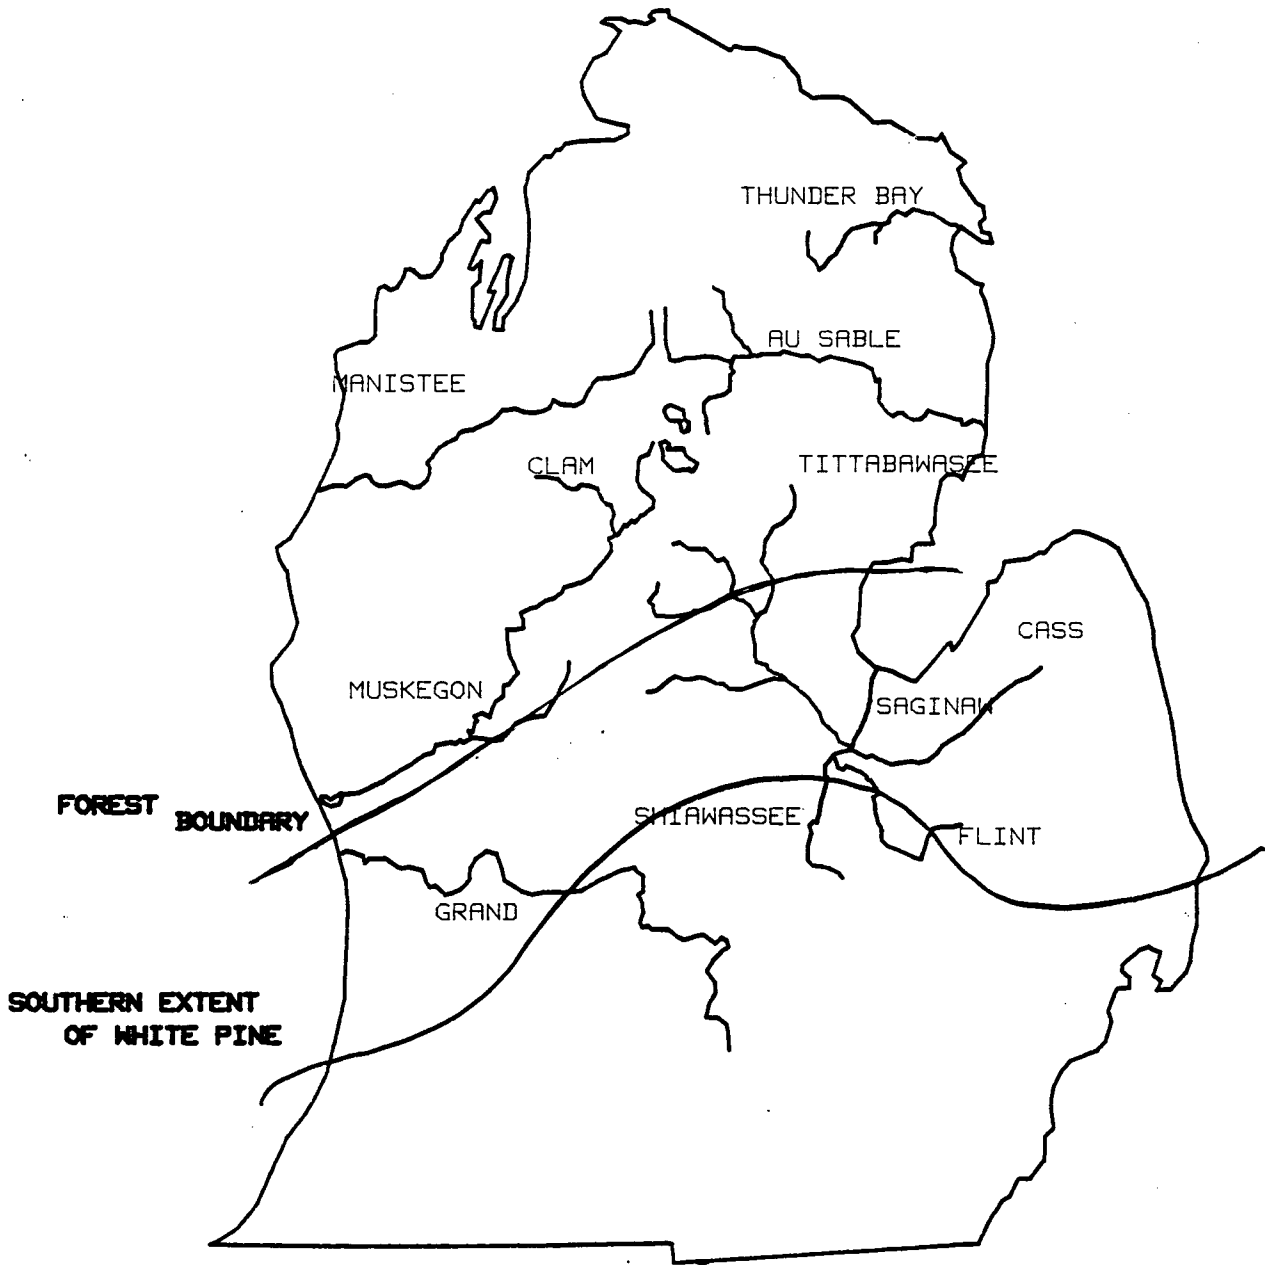 THUNDER BAY
AU SABLE
MANISTEE
CLAM
TITTABAWASEE
CASS
MUSKEGON
SAGINAW
FOREST
BOUNDARY
SHIAWASSEE
FLINT
GRAND
SOUTHERN EXTENT
OF WHITE PINE